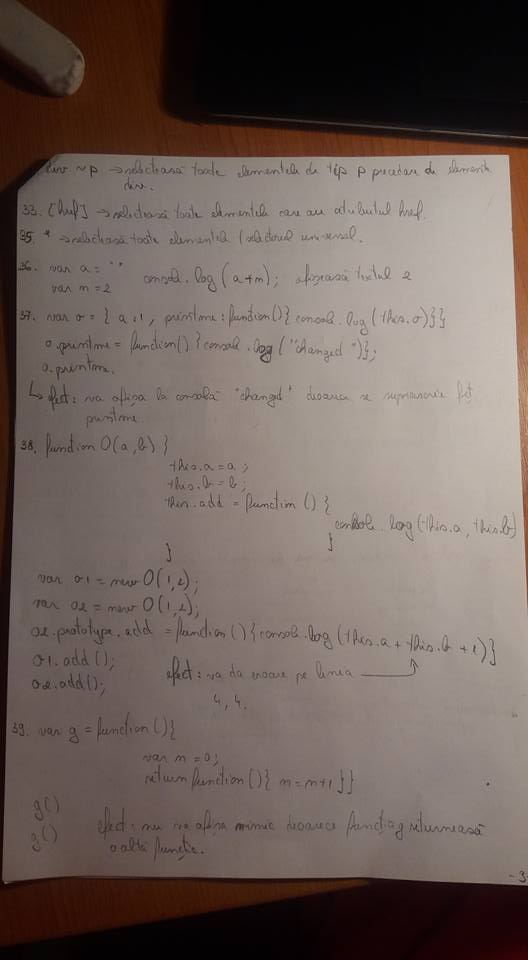 div ~ p → selectează toate elementele de tip p precedate de elementele
div.
33. [href] → selectează toate elementele care au atributul href.
35. * → selectează toate elementele / selectorul universal.
36. var a = "" console.log(a+m); afișează textul 2
var m = 2
37. var o = { a:1, printme: function(){ console.log(this.o)}}
o.printme = function(){console.log("changed")};
o.printme.
↳ efect: va afișa la consolă "changed" deoarece se suprascrie fct
printme.
38. function O(a,b) {
this.a = a;
this.b = b;
this.add = function () {
console.log(this.a, this.b)
}
}
var o1 = new O(1,2);
var o2 = new O(1,2);
o2.prototype.add = function(){console.log(this.a + this.b + 1)}
o1.add();
o2.add(); efect: va da eroare pe linia
4, 4.
39. var g = function(){
var m = 0;
return function(){ m = m+1 }}
g()
g() efect: nu va afișa nimic deoarece funcția g returnează
o altă funcție.
- 3